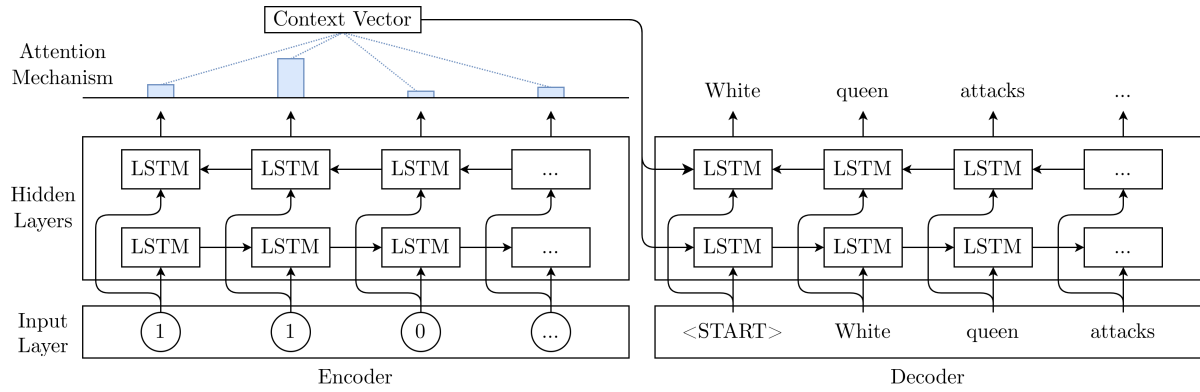 Context Vector
Attention
Mechanism
White queen attacks ...
LSTM LSTM LSTM ... LSTM LSTM LSTM ...
Hidden
Layers
LSTM LSTM LSTM ... LSTM LSTM LSTM ...
Input
Layer
1 1 0 ... <START> White queen attacks
Encoder Decoder